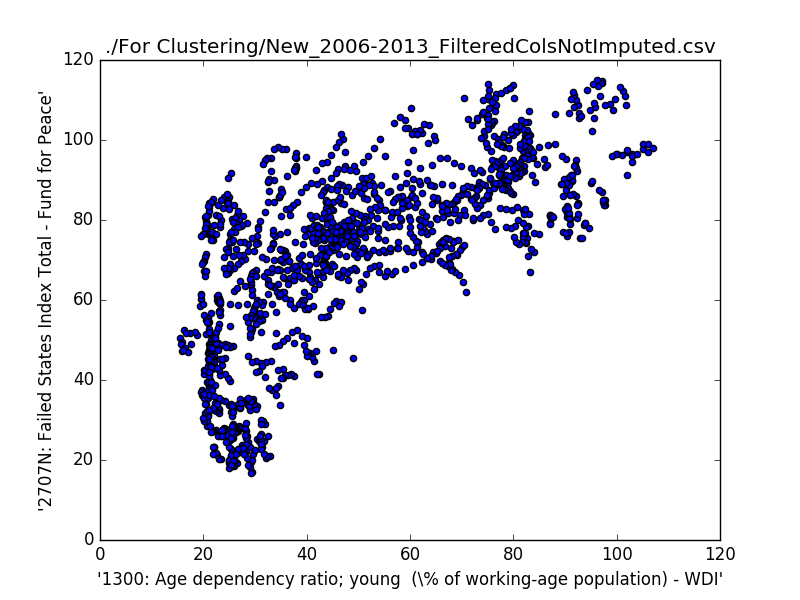 ./For Clustering/New_2006-2013_FilteredColsNotImputed.csv
'2707N: Failed States Index Total - Fund for Peace'
120
100
80
60
40
20
0
0 20 40 60 80 100 120
'1300: Age dependency ratio; young (\% of working-age population) - WDI'